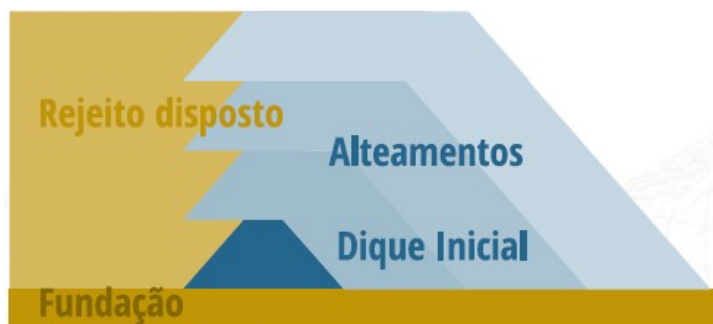 Rejeito disposto
Alteamentos
Dique Inicial
Fundação